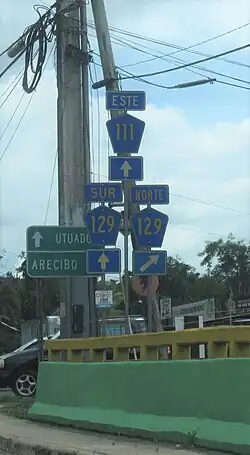 ESTE
111
SUR
NORTE
129
129
UTUADO
ARECIBO